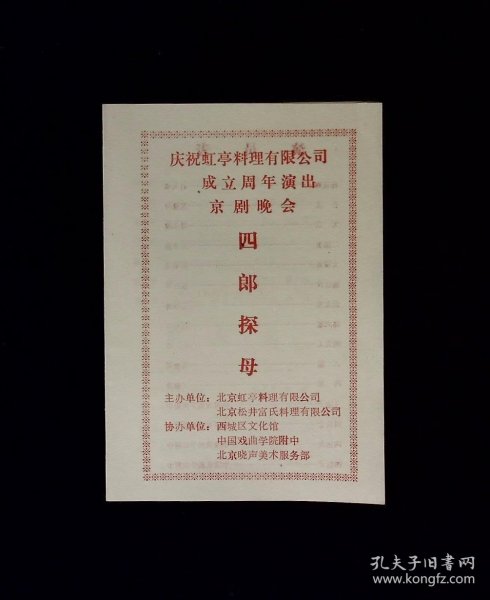 庆祝虹亭料理有限公司
成立周年演出
京剧晚会
四
郎
探
母
主办单位：北京虹亭料理有限公司
北京松井富氏料理有限公司
协办单位：西城区文化馆
中国戏曲学院附中
北京晓声美术服务部
孔夫子旧书网
www.kongfz.com